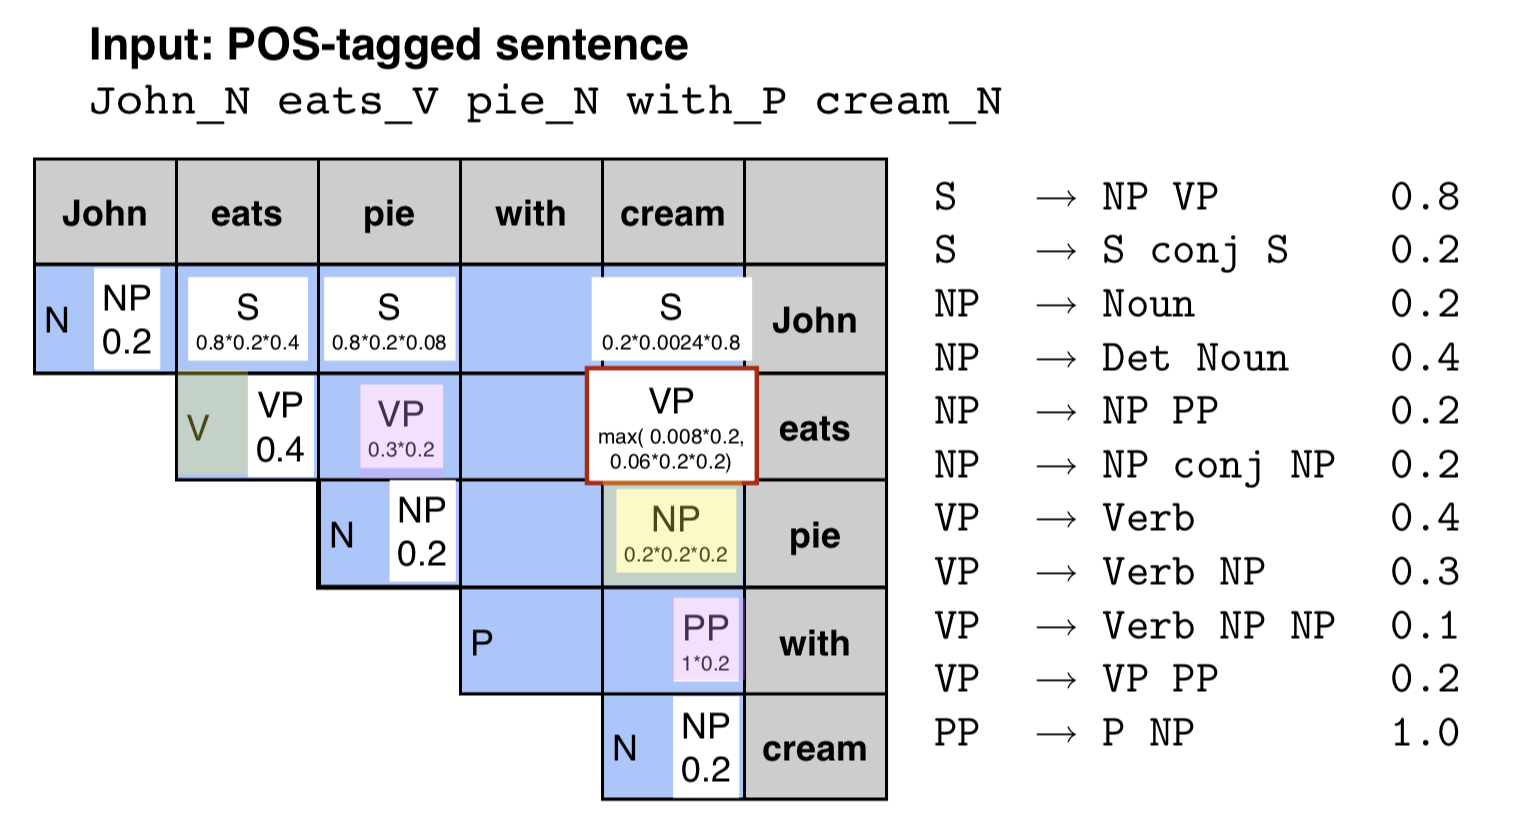 Input: POS-tagged sentence
John_N eats_V pie_N with_P cream_N
John eats pie with cream
N NP 0.2 S 0.8*0.2*0.4 S 0.8*0.2*0.08 S 0.2*0.0024*0.8 John
V VP 0.4 VP 0.3*0.2 VP max( 0.008*0.2, 0.06*0.2*0.2) eats
N NP 0.2 NP 0.2*0.2*0.2 pie
P PP 1*0.2 with
N NP 0.2 cream
S → NP VP 0.8
S → S conj S 0.2
NP → Noun 0.2
NP → Det Noun 0.4
NP → NP PP 0.2
NP → NP conj NP 0.2
VP → Verb 0.4
VP → Verb NP 0.3
VP → Verb NP NP 0.1
VP → VP PP 0.2
PP → P NP 1.0